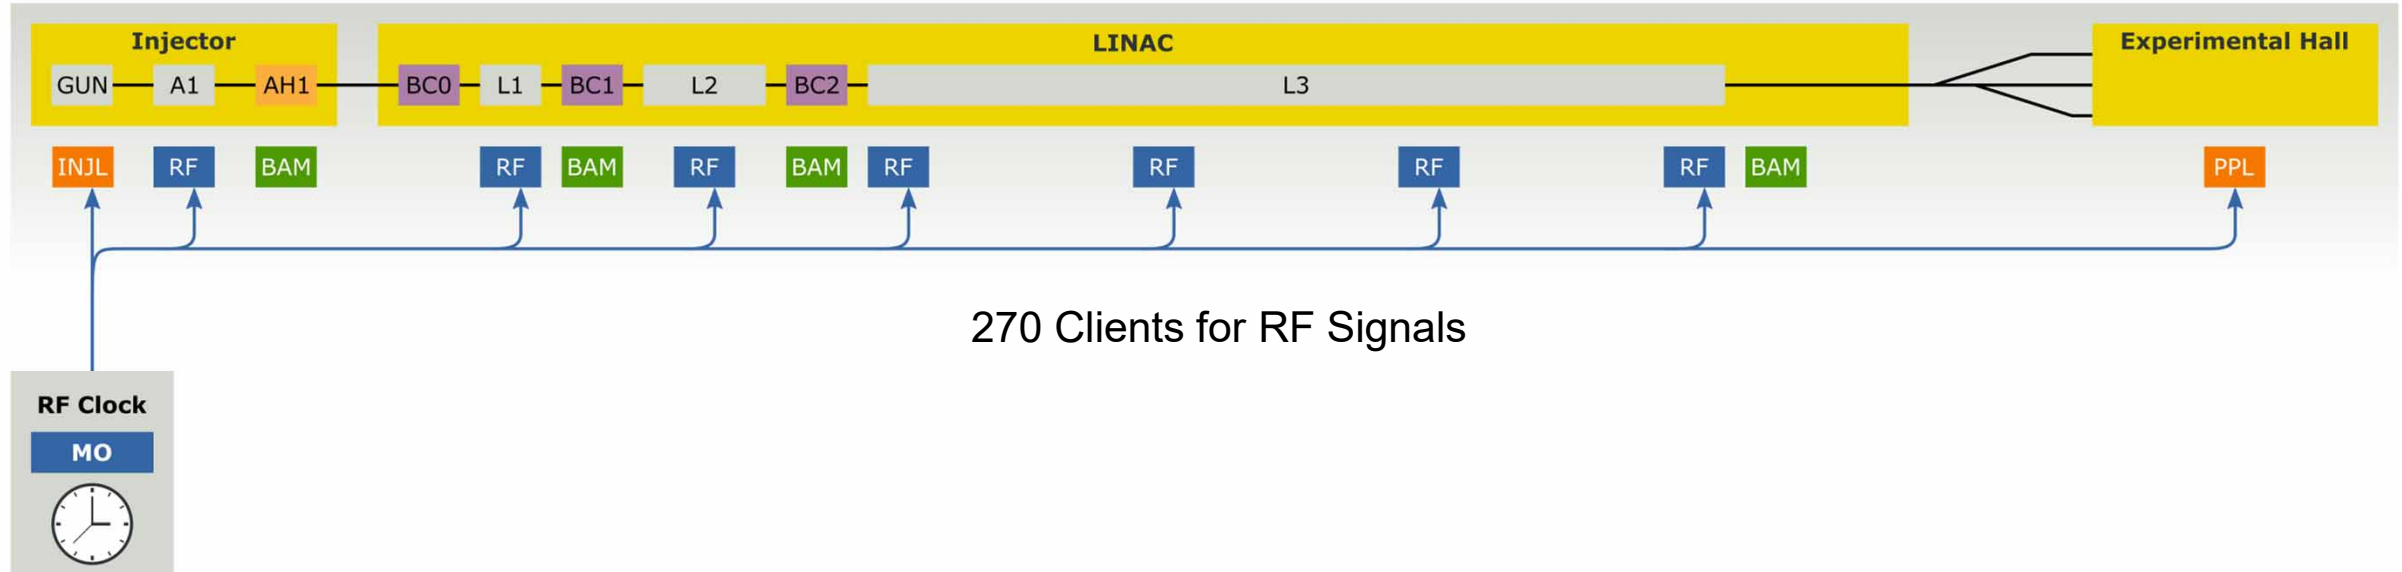 Injector LINAC Experimental Hall
GUN A1 AH1 BC0 L1 BC1 L2 BC2 L3
INJL RF BAM RF BAM RF BAM RF RF RF RF BAM PPL
270 Clients for RF Signals
RF Clock
MO